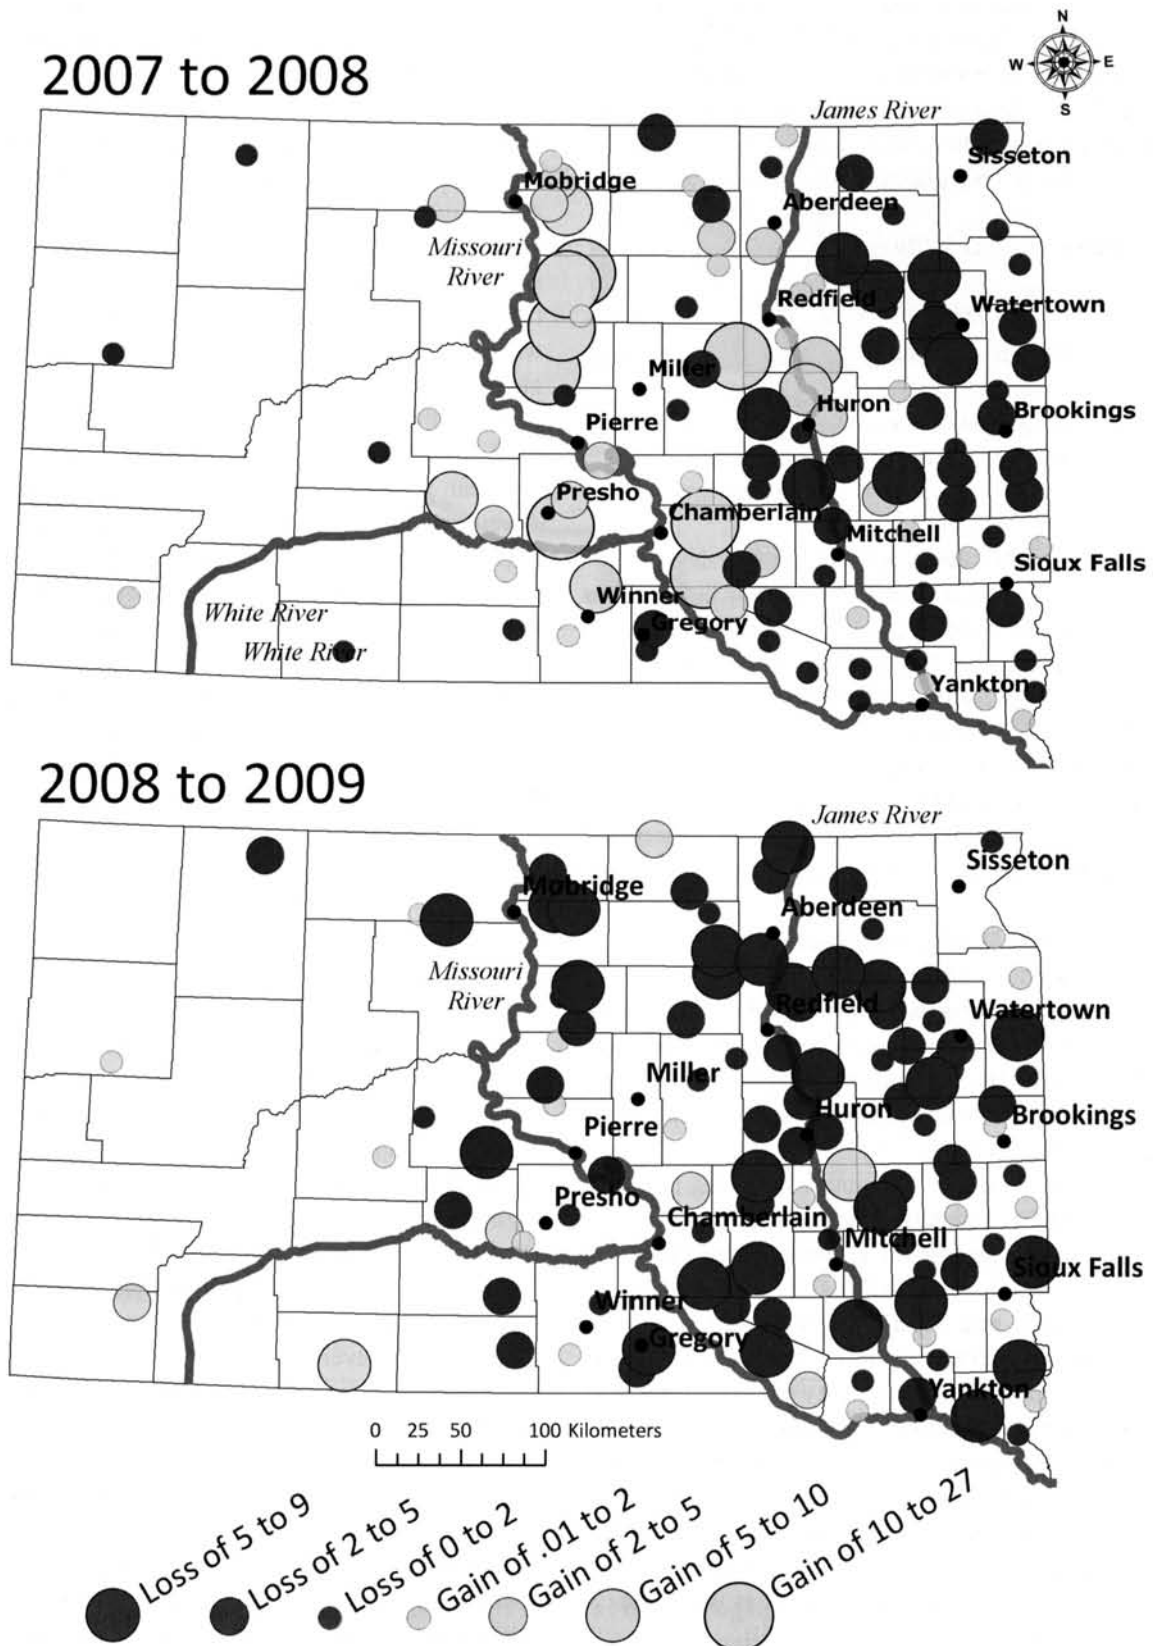 N
W E
S
2007 to 2008
James River
Sisseton
Mobridge
Aberdeen
Missouri
River
Redfield
Watertown
Miller
Huron
Brookings
Pierre
Presho
Chamberlain
Mitchell
Sioux Falls
Winner
White River
Gregory
White River
Yankton
2008 to 2009
James River
Sisseton
Mobridge
Aberdeen
Missouri
River
Redfield
Watertown
Miller
Huron
Brookings
Pierre
Presho
Chamberlain
Mitchell
Sioux Falls
Winner
Gregory
Yankton
0 25 50 100 Kilometers
Loss of 5 to 9
Loss of 2 to 5
Loss of 0 to 2
Gain of .01 to 2
Gain of 2 to 5
Gain of 5 to 10
Gain of 10 to 27